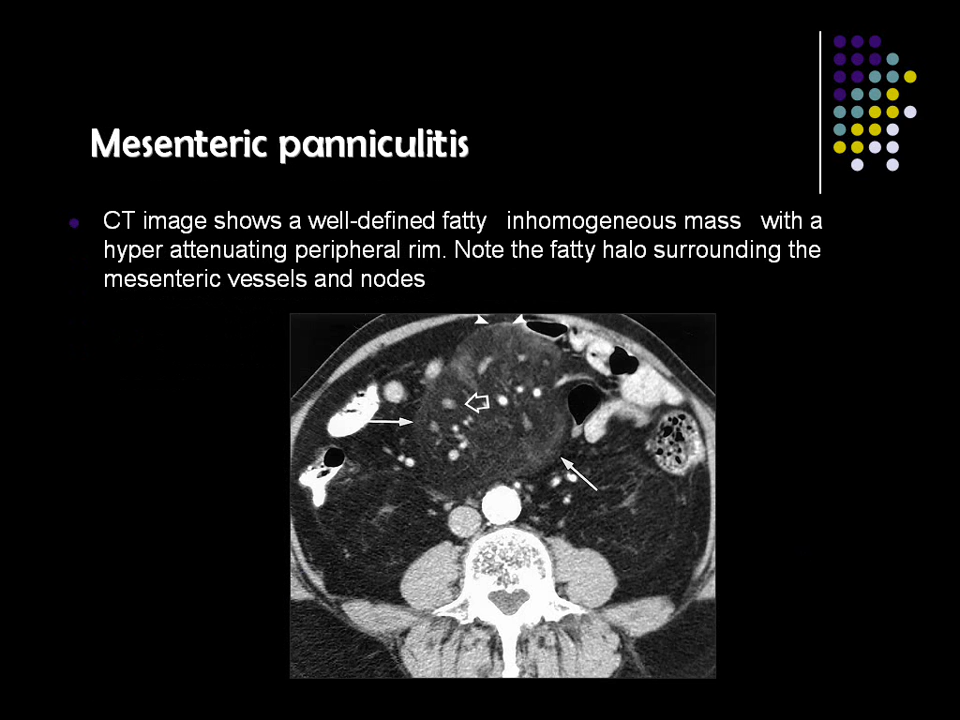 Mesenteric panniculitis
CT image shows a well-defined fatty inhomogeneous mass with a
hyper attenuating peripheral rim. Note the fatty halo surrounding the
mesenteric vessels and nodes